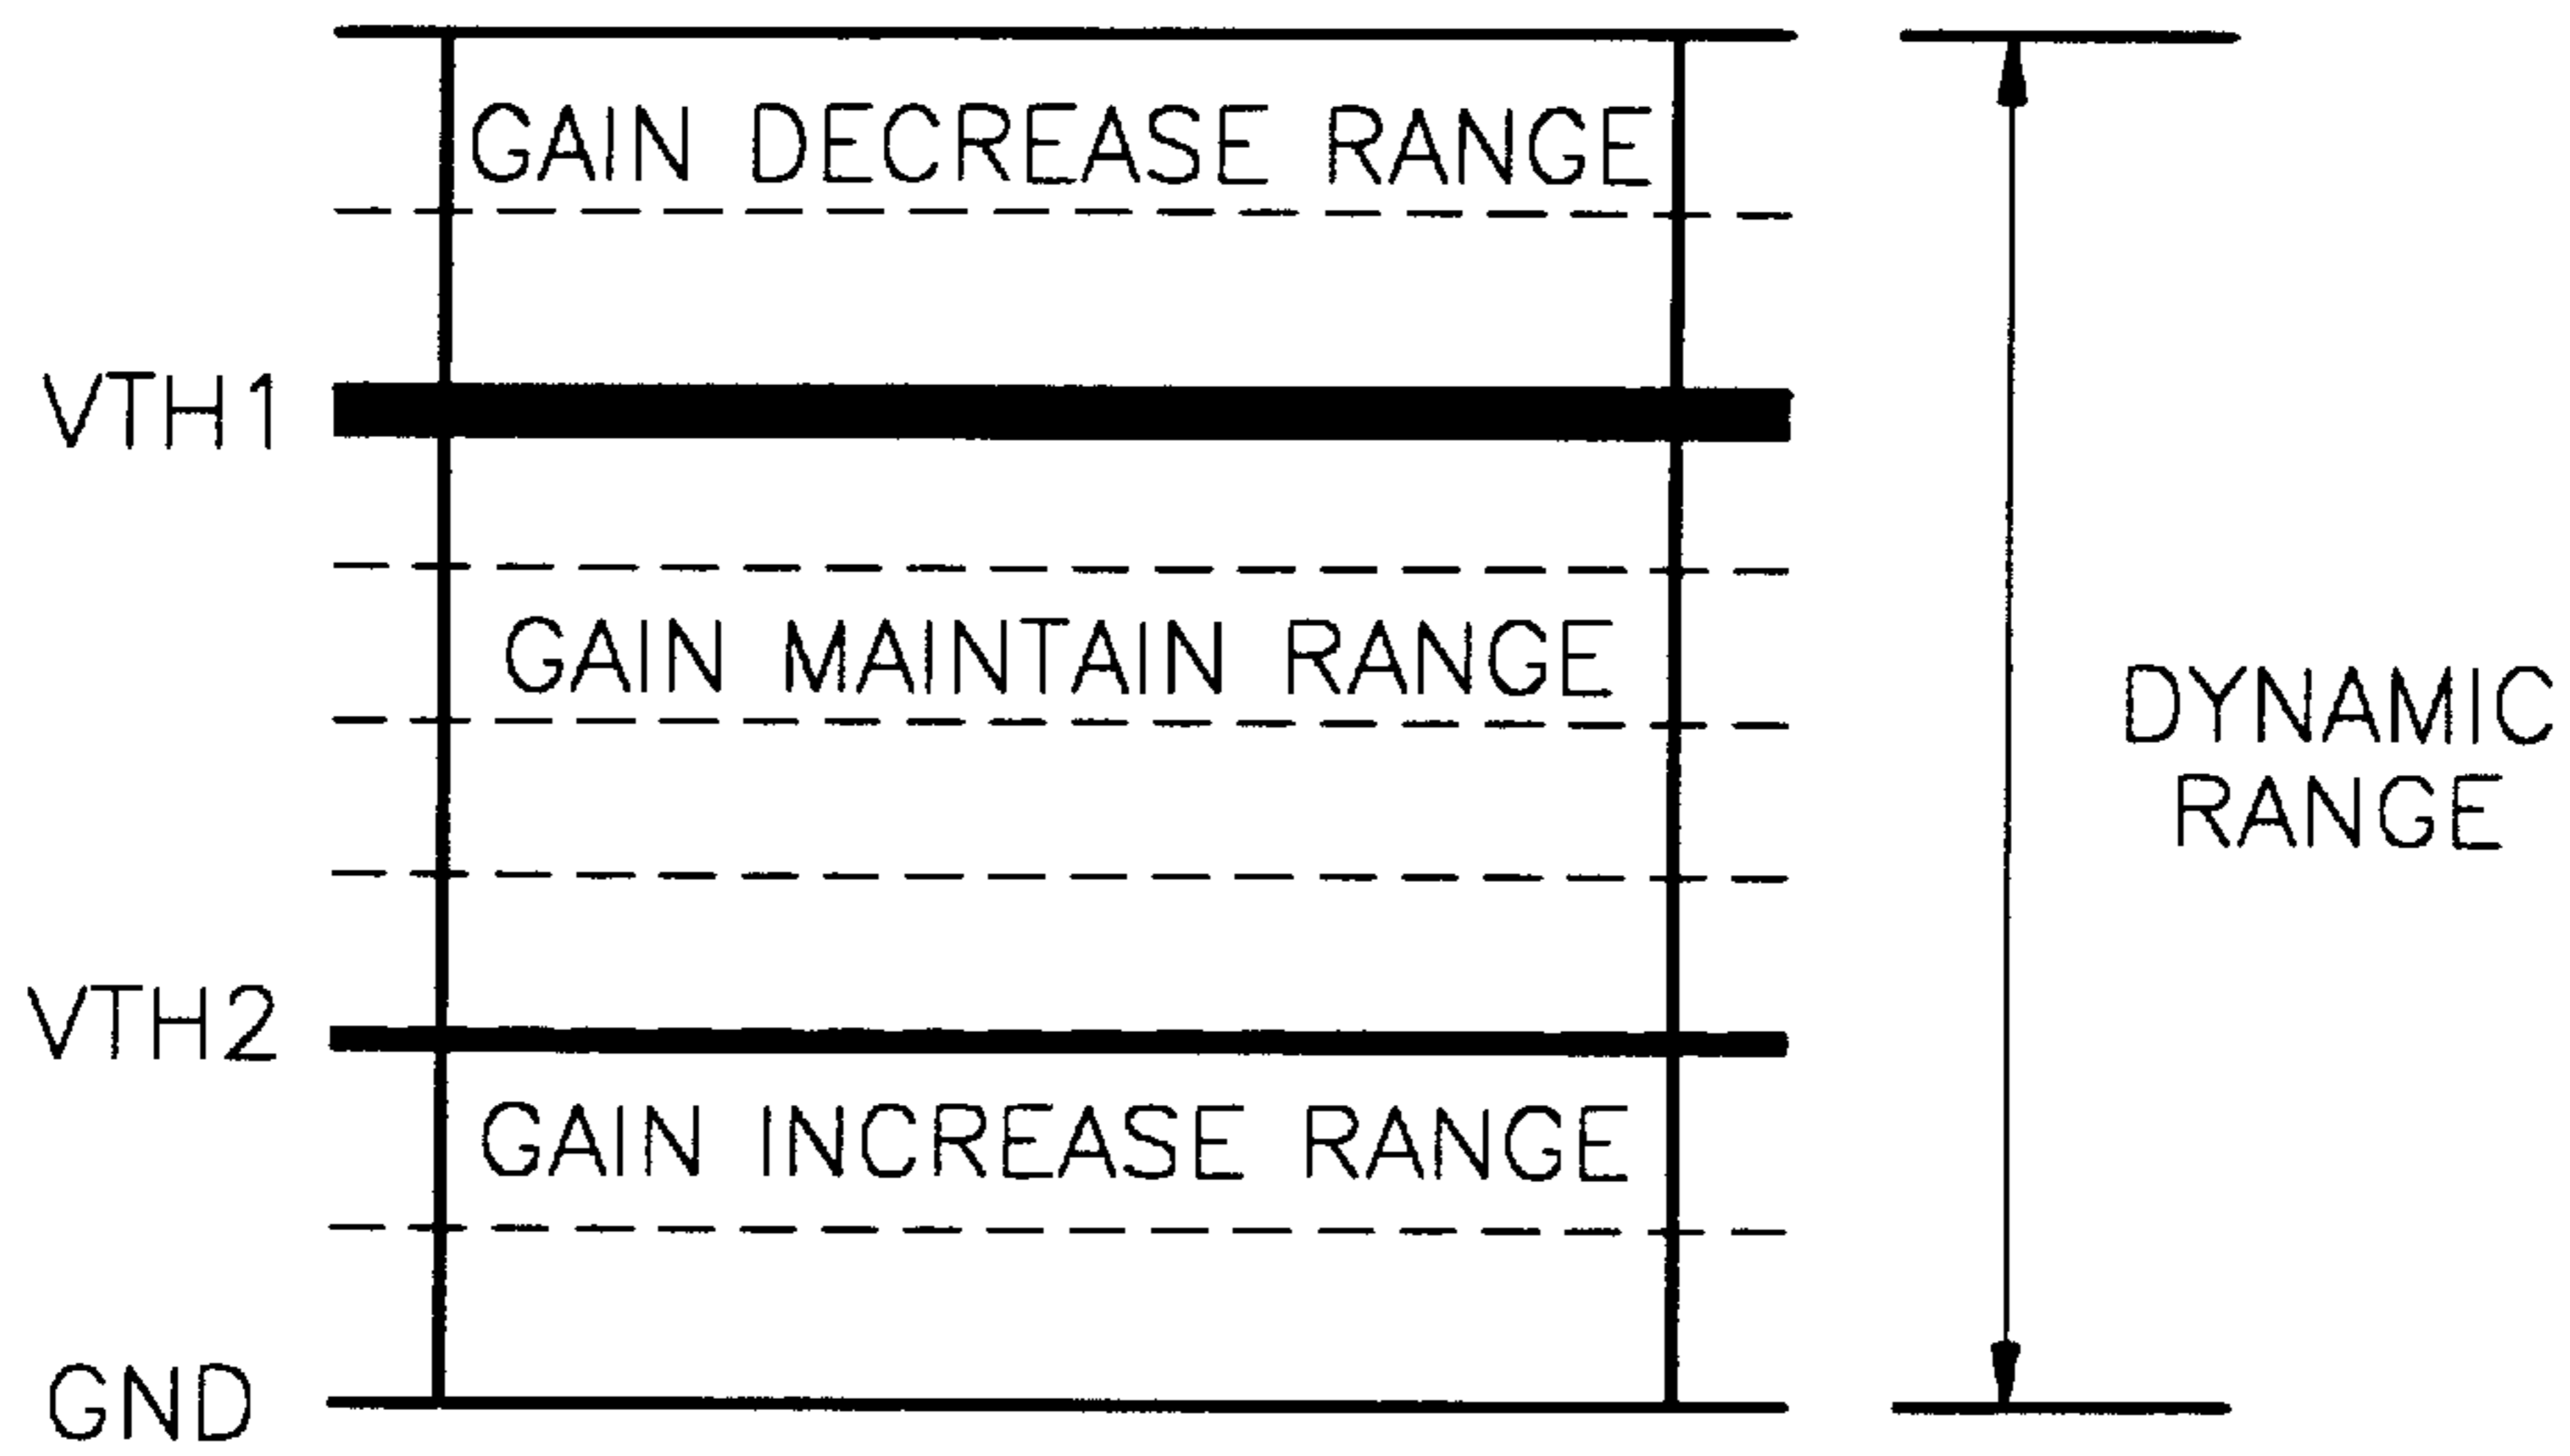 GAIN DECREASE RANGE
VTH1
GAIN MAINTAIN RANGE
DYNAMIC
RANGE
VTH2
GAIN INCREASE RANGE
GND